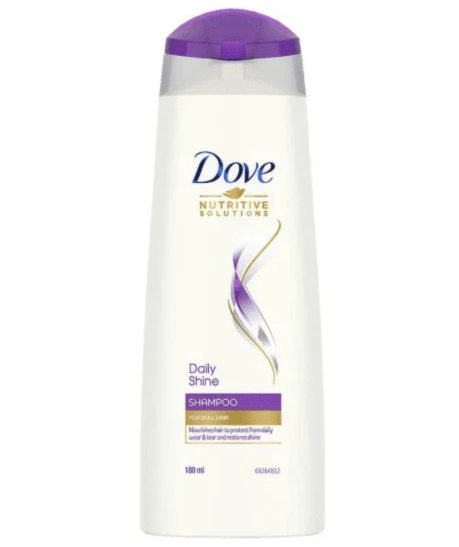 Dove
NUTRITIVE
SOLUTIONS
Daily
Shine
SHAMPOO
FOR DULL HAIR
Nourishes hair to protect from daily
wear & tear and restores shine
180 ml
68364812